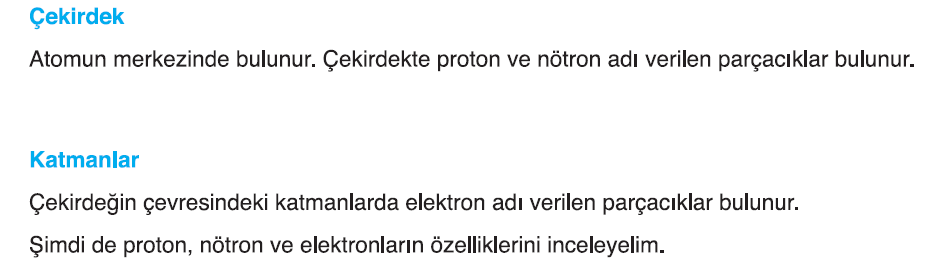 Çekirdek
Atomun merkezinde bulunur. Çekirdekte proton ve nötron adı verilen parçacıklar bulunur.
Katmanlar
Çekirdeğin çevresindeki katmanlarda elektron adı verilen parçacıklar bulunur.
Şimdi de proton, nötron ve elektronların özelliklerini inceleyelim.